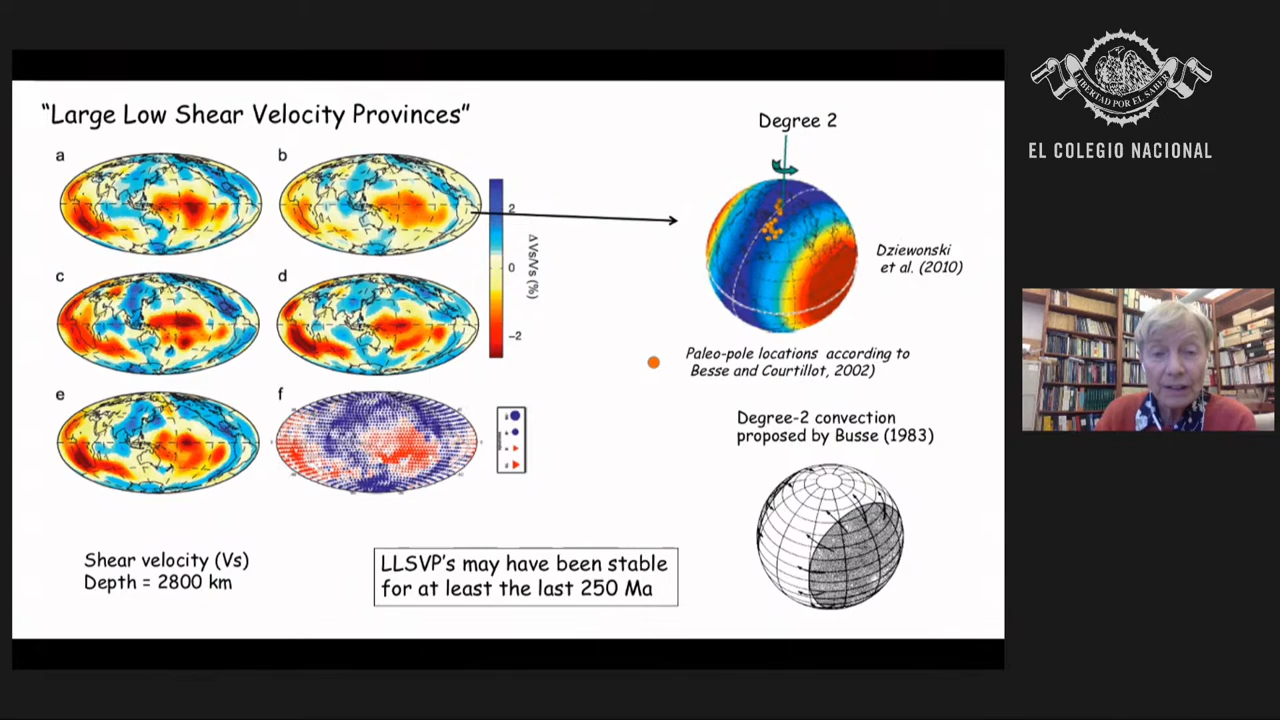 "Large Low Shear Velocity Provinces"
a
b
c
d
e
f
2
0
−2
ΔVs/Vs (%)
Degree 2
Dziewonski
et al. (2010)
Paleo-pole locations according to
Besse and Courtillot, 2002)
Degree-2 convection
proposed by Busse (1983)
Shear velocity (Vs)
Depth = 2800 km
LLSVP's may have been stable
for at least the last 250 Ma
LIBERTAD POR EL SABER
EL COLEGIO NACIONAL